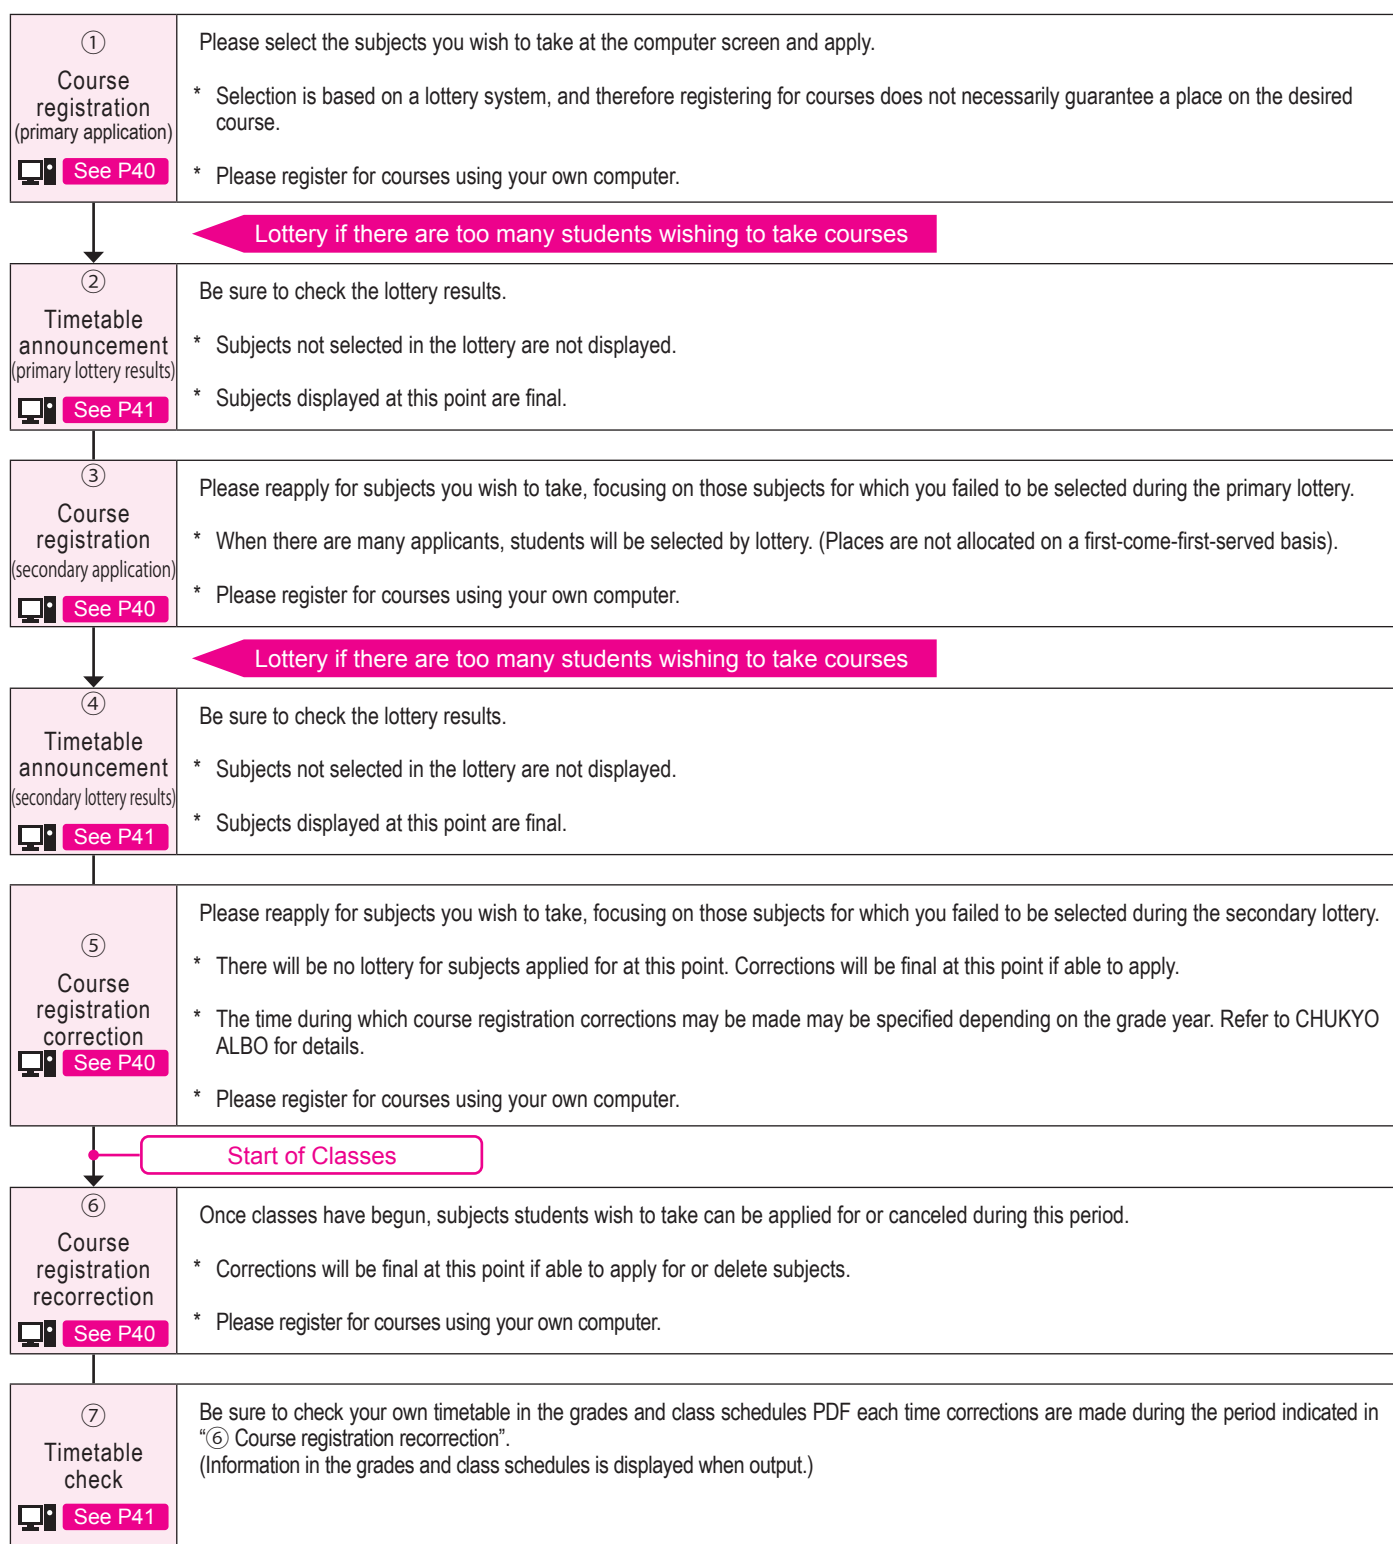 ①
Course
registration
(primary application)
See P40
Please select the subjects you wish to take at the computer screen and apply.
* Selection is based on a lottery system, and therefore registering for courses does not necessarily guarantee a place on the desired
course.
* Please register for courses using your own computer.
Lottery if there are too many students wishing to take courses
②
Timetable
announcement
(primary lottery results)
See P41
Be sure to check the lottery results.
* Subjects not selected in the lottery are not displayed.
* Subjects displayed at this point are final.
③
Course
registration
(secondary application)
See P40
Please reapply for subjects you wish to take, focusing on those subjects for which you failed to be selected during the primary lottery.
* When there are many applicants, students will be selected by lottery. (Places are not allocated on a first-come-first-served basis).
* Please register for courses using your own computer.
Lottery if there are too many students wishing to take courses
④
Timetable
announcement
(secondary lottery results)
See P41
Be sure to check the lottery results.
* Subjects not selected in the lottery are not displayed.
* Subjects displayed at this point are final.
⑤
Course
registration
correction
See P40
Please reapply for subjects you wish to take, focusing on those subjects for which you failed to be selected during the secondary lottery.
* There will be no lottery for subjects applied for at this point. Corrections will be final at this point if able to apply.
* The time during which course registration corrections may be made may be specified depending on the grade year. Refer to CHUKYO
ALBO for details.
* Please register for courses using your own computer.
Start of Classes
⑥
Course
registration
recorrection
See P40
Once classes have begun, subjects students wish to take can be applied for or canceled during this period.
* Corrections will be final at this point if able to apply for or delete subjects.
* Please register for courses using your own computer.
⑦
Timetable
check
See P41
Be sure to check your own timetable in the grades and class schedules PDF each time corrections are made during the period indicated in
“⑥ Course registration recorrection”.
(Information in the grades and class schedules is displayed when output.)